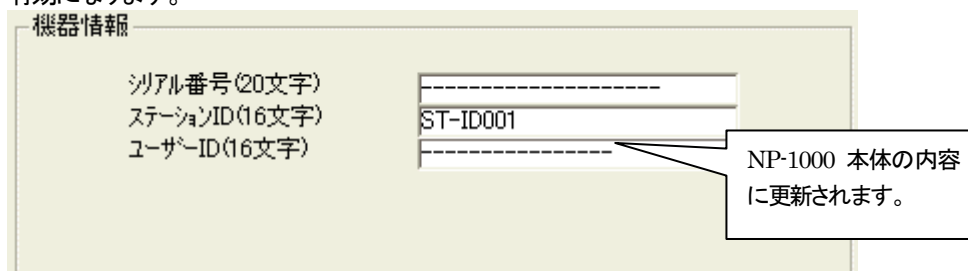 有効になります。
機器情報
シリアル番号(20文字) --------------------
ステーションID(16文字) ST-ID001
ユーザーID(16文字) ----------------
NP-1000 本体の内容
に更新されます。